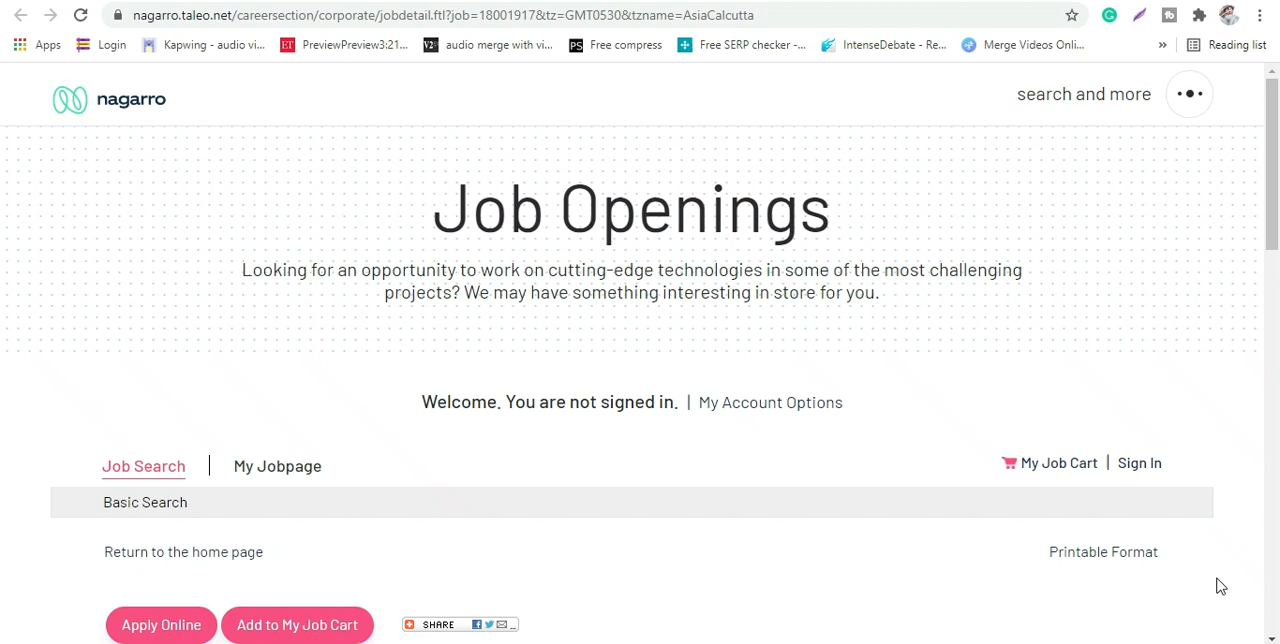 nagarro.taleo.net/careersection/corporate/jobdetail.ftl?job=18001917&tz=GMT0530&tzname=AsiaCalcutta
Apps Login Kapwing - audio vi... ET PreviewPreview3:21... V2 audio merge with vi... PS Free compress Free SERP checker -... IntenseDebate - Re... Merge Videos Onli... » Reading list
nagarro search and more
Job Openings
Looking for an opportunity to work on cutting-edge technologies in some of the most challenging
projects? We may have something interesting in store for you.
Welcome. You are not signed in. | My Account Options
Job Search | My Jobpage My Job Cart | Sign In
Basic Search
Return to the home page Printable Format
Apply Online Add to My Job Cart SHARE